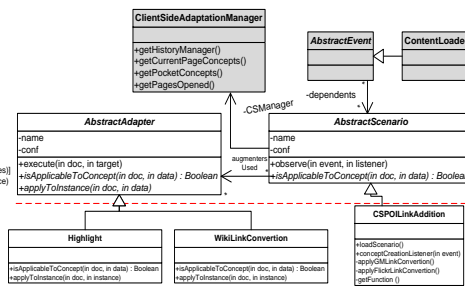 ClientSideAdaptationManager
+getHistoryManager()
+getCurrentPageConcepts()
+getPocketConcepts()
+getPagesOpened()
AbstractEvent
ContentLoade
-dependents
*
*
-CSManager
AbstractAdapter
-name
-conf
+execute(in doc, in target)
+isApplicableToConcept(in doc, in data) : Boolean
+applyToInstance(in doc, in data)
augmenters
Used
*
*
AbstractScenario
-name
-conf
+observe(in event, in listener)
+isApplicableToConcept(in doc, in data) : Boolean
es)]
ce)
Highlight
+isApplicableToConcept(in doc, in data) : Boolean
+applyToInstance(in doc, in instance)
WikiLinkConvertion
+isApplicableToConcept(in doc, in data) : Boolean
+applyToInstance(in doc, in instance)
CSPOILinkAddition
+loadScenario()
+conceptCreationListener(in event)
-applyGMLinkConvertion()
-applyFlickrLinkConvertion()
-getFunction ()